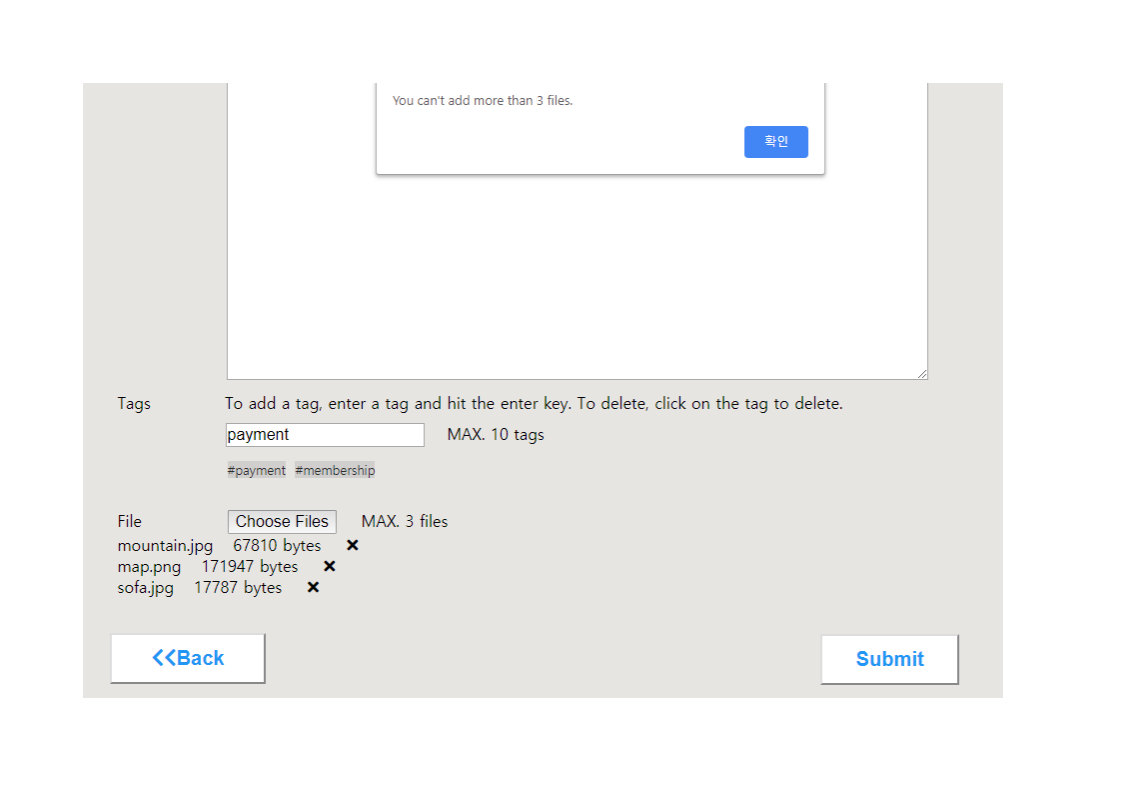 You can't add more than 3 files.
확인
Tags To add a tag, enter a tag and hit the enter key. To delete, click on the tag to delete.
payment MAX. 10 tags
#payment #membership
File Choose Files MAX. 3 files
mountain.jpg 67810 bytes ×
map.png 171947 bytes ×
sofa.jpg 17787 bytes ×
<<Back Submit